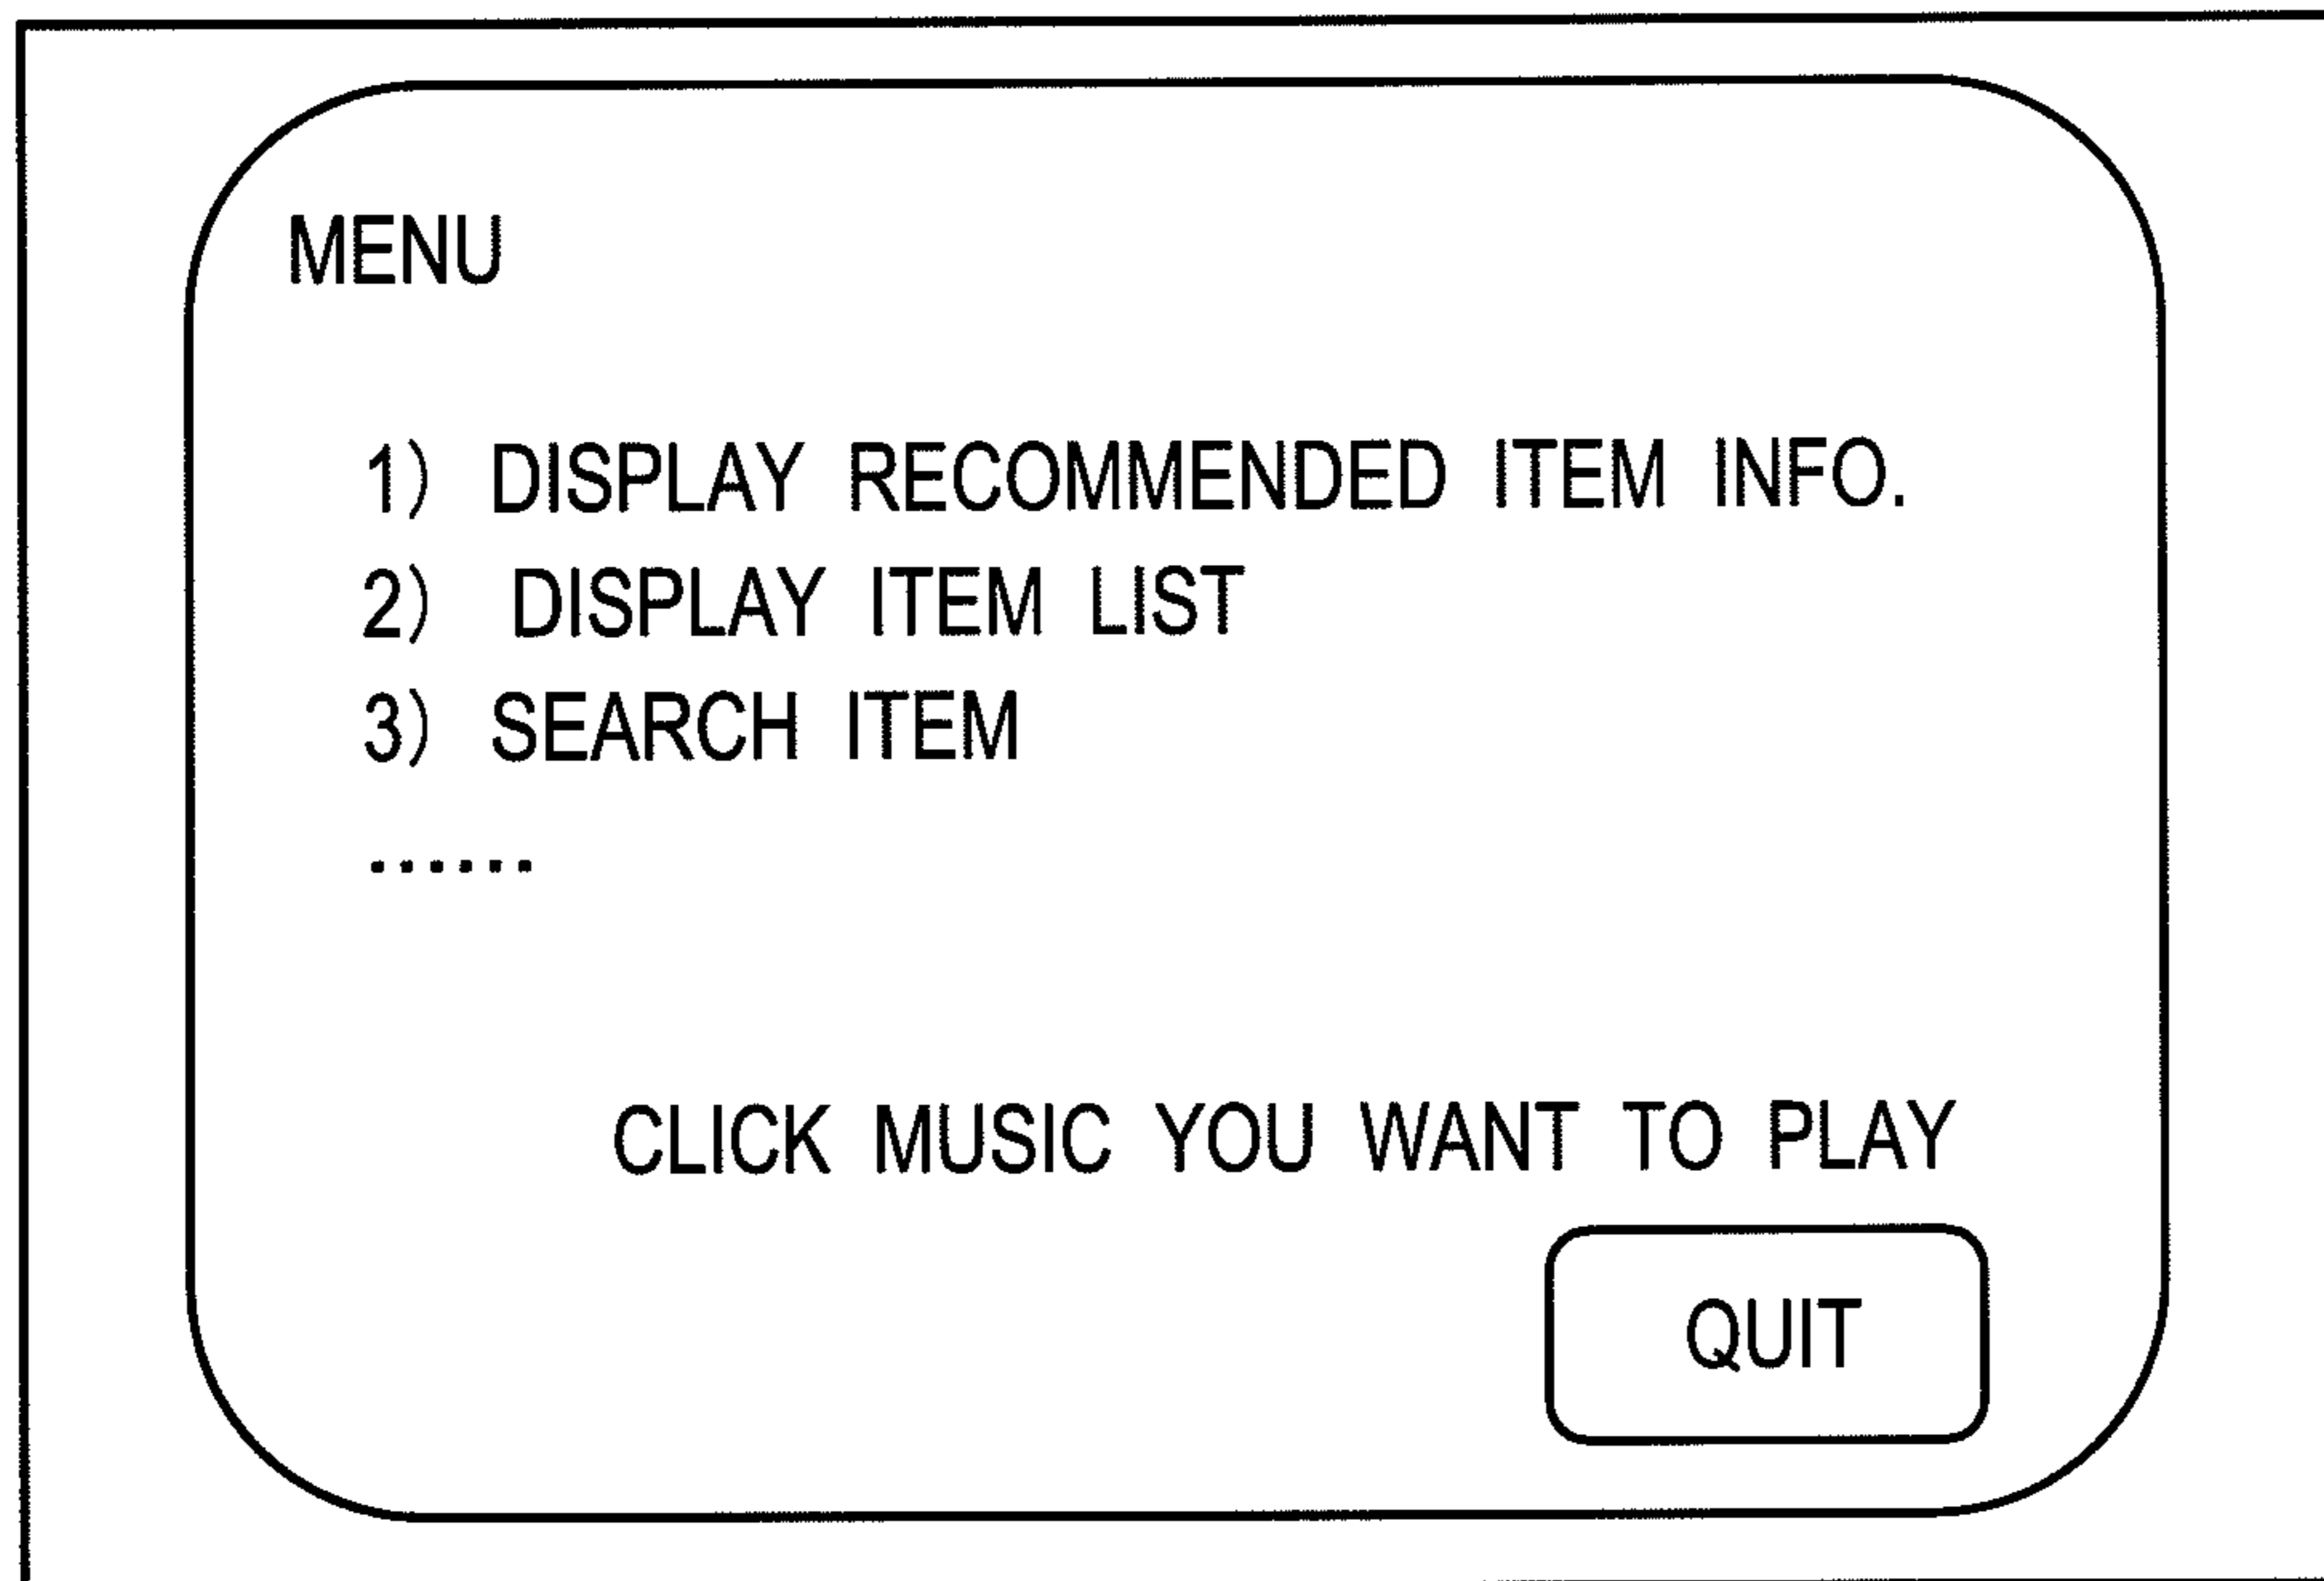 MENU
1) DISPLAY RECOMMENDED ITEM INFO.
2) DISPLAY ITEM LIST
3) SEARCH ITEM
......
CLICK MUSIC YOU WANT TO PLAY
QUIT